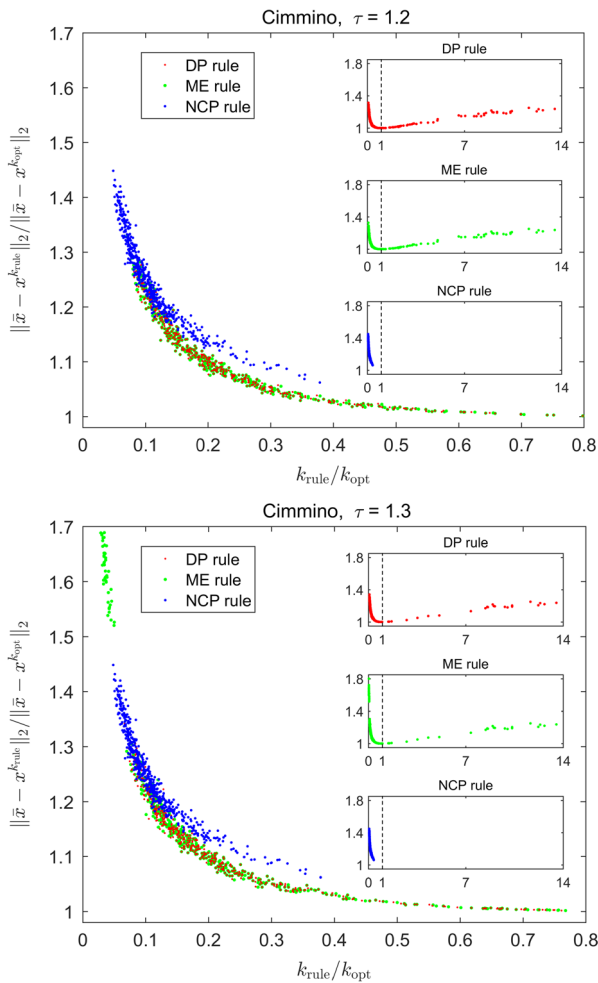 Cimmino, τ = 1.2
1.7
1.6
1.5
1.4
1.3
1.2
1.1
1
‖x̄ − x^{k_rule}‖₂/‖x̄ − x^{k_opt}‖₂
DP rule
ME rule
NCP rule
DP rule
1.8
1.4
1
0 1 7 14
ME rule
1.8
1.4
1
0 1 7 14
NCP rule
1.8
1.4
1
0 1 7 14
0 0.1 0.2 0.3 0.4 0.5 0.6 0.7 0.8
k_rule/k_opt
Cimmino, τ = 1.3
1.7
1.6
1.5
1.4
1.3
1.2
1.1
1
‖x̄ − x^{k_rule}‖₂/‖x̄ − x^{k_opt}‖₂
DP rule
ME rule
NCP rule
DP rule
1.8
1.4
1
0 1 7 14
ME rule
1.8
1.4
1
0 1 7 14
NCP rule
1.8
1.4
1
0 1 7 14
0 0.1 0.2 0.3 0.4 0.5 0.6 0.7 0.8
k_rule/k_opt